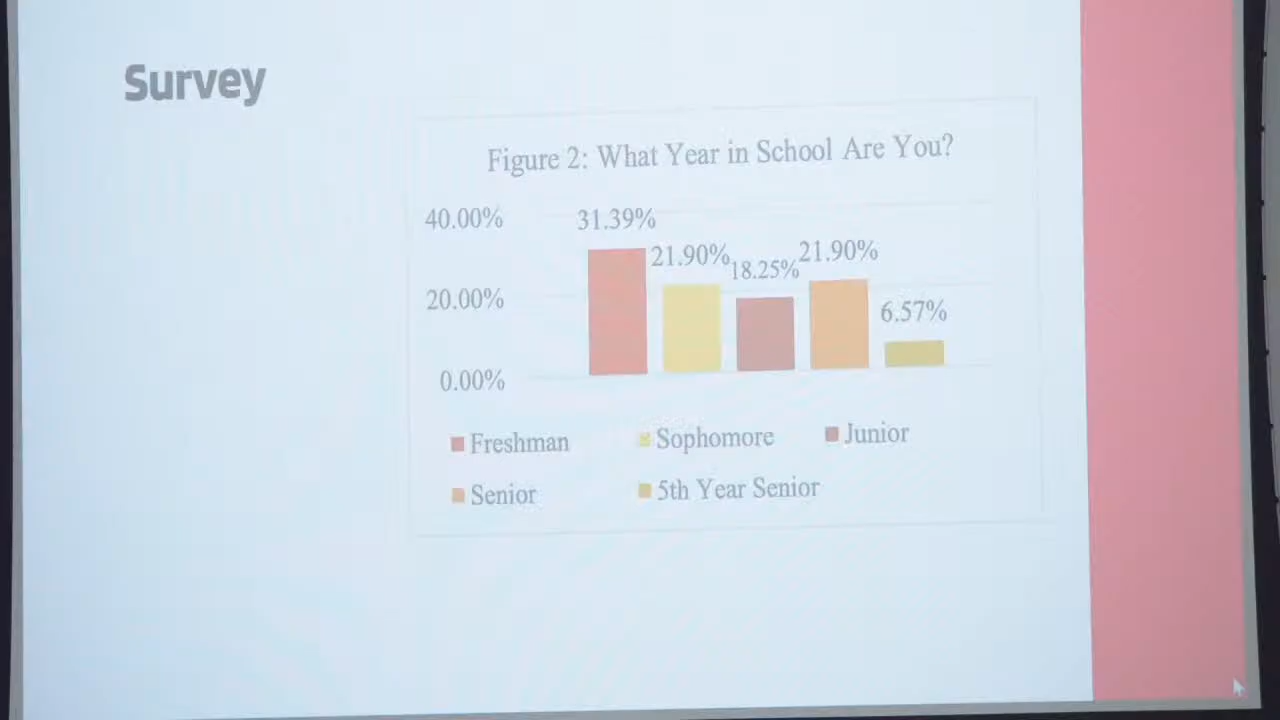 Survey
Figure 2: What Year in School Are You?
40.00%
31.39%
21.90%
18.25%
21.90%
20.00%
6.57%
0.00%
Freshman
Sophomore
Junior
Senior
5th Year Senior